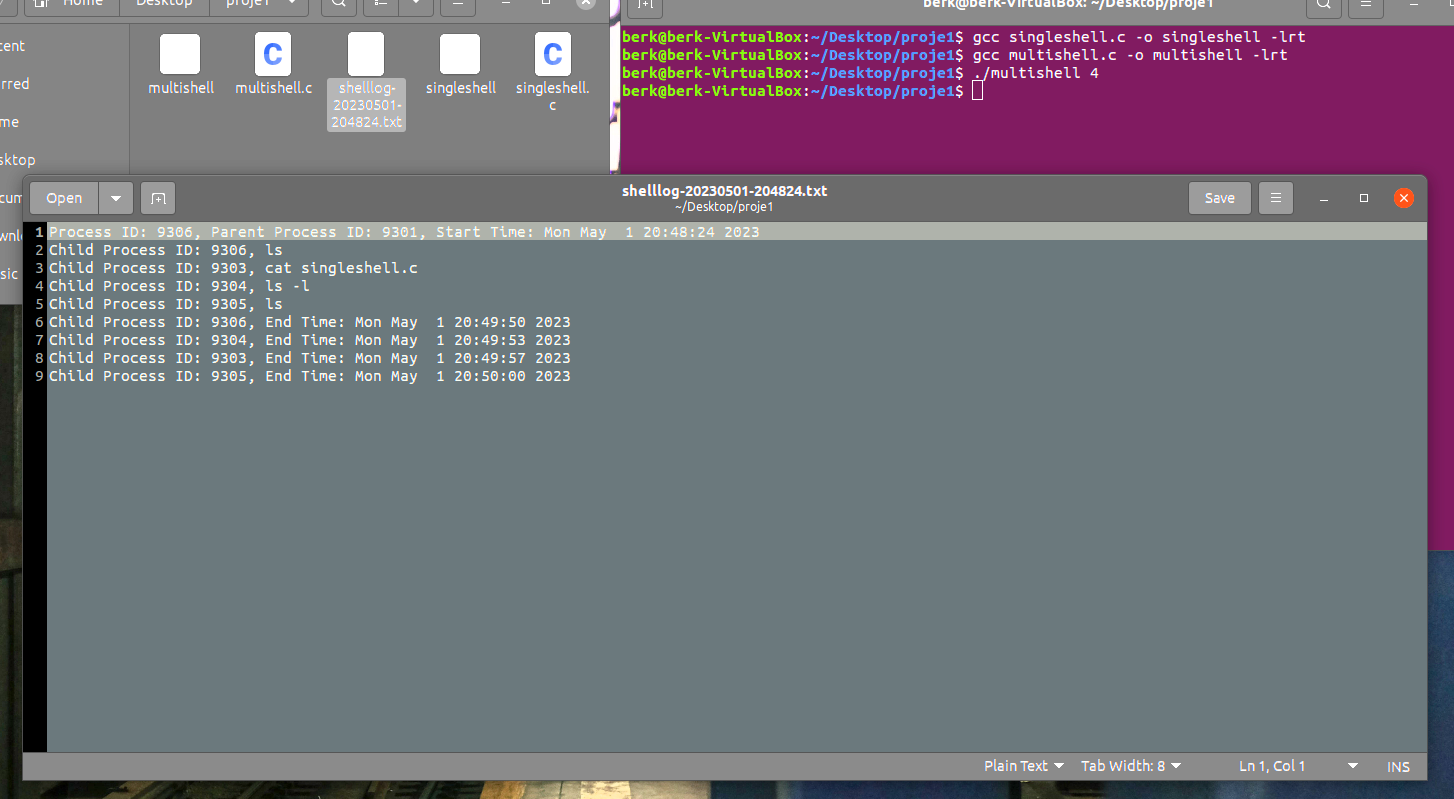 Home
Desktop
proje1
berk@berk-VirtualBox: ~/Desktop/proje1
multishell
multishell.c
shelllog-
20230501-
204824.txt
singleshell
singleshell.
c
berk@berk-VirtualBox:~/Desktop/proje1$ gcc singleshell.c -o singleshell -lrt
berk@berk-VirtualBox:~/Desktop/proje1$ gcc multishell.c -o multishell -lrt
berk@berk-VirtualBox:~/Desktop/proje1$ ./multishell 4
berk@berk-VirtualBox:~/Desktop/proje1$
Open
shelllog-20230501-204824.txt
~/Desktop/proje1
Save
1 Process ID: 9306, Parent Process ID: 9301, Start Time: Mon May  1 20:48:24 2023
2 Child Process ID: 9306, ls
3 Child Process ID: 9303, cat singleshell.c
4 Child Process ID: 9304, ls -l
5 Child Process ID: 9305, ls
6 Child Process ID: 9306, End Time: Mon May  1 20:49:50 2023
7 Child Process ID: 9304, End Time: Mon May  1 20:49:53 2023
8 Child Process ID: 9303, End Time: Mon May  1 20:49:57 2023
9 Child Process ID: 9305, End Time: Mon May  1 20:50:00 2023
Plain Text
Tab Width: 8
Ln 1, Col 1
INS